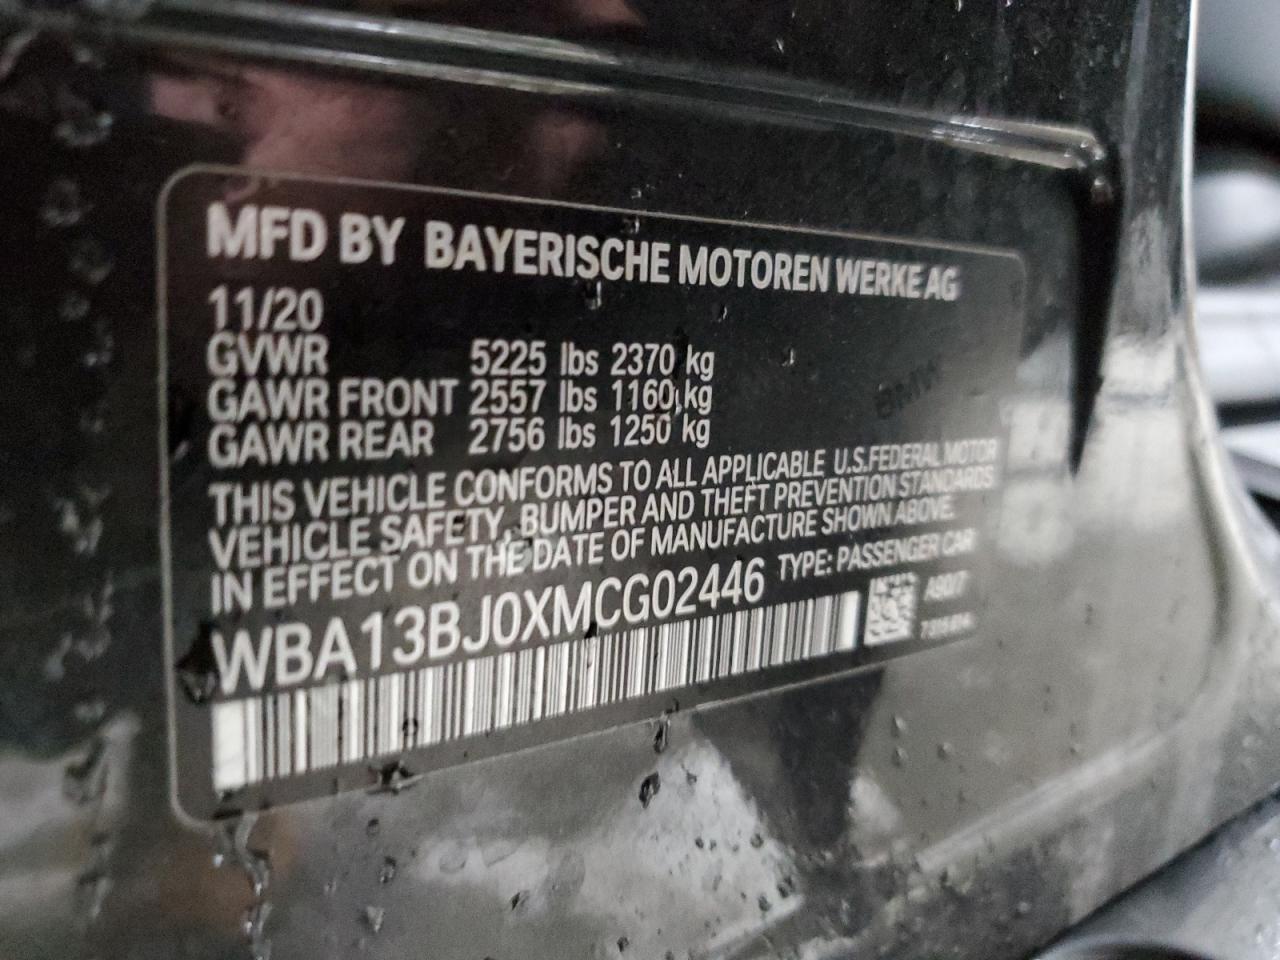 MFD BY BAYERISCHE MOTOREN WERKE AG
11/20
GVWR 5225 lbs 2370 kg
GAWR FRONT 2557 lbs 1160 kg
GAWR REAR 2756 lbs 1250 kg
THIS VEHICLE CONFORMS TO ALL APPLICABLE U.S.FEDERAL MOTOR
VEHICLE SAFETY, BUMPER AND THEFT PREVENTION STANDARDS
IN EFFECT ON THE DATE OF MANUFACTURE SHOWN ABOVE.
WBA13BJ0XMCG02446 TYPE: PASSENGER CAR
BMW